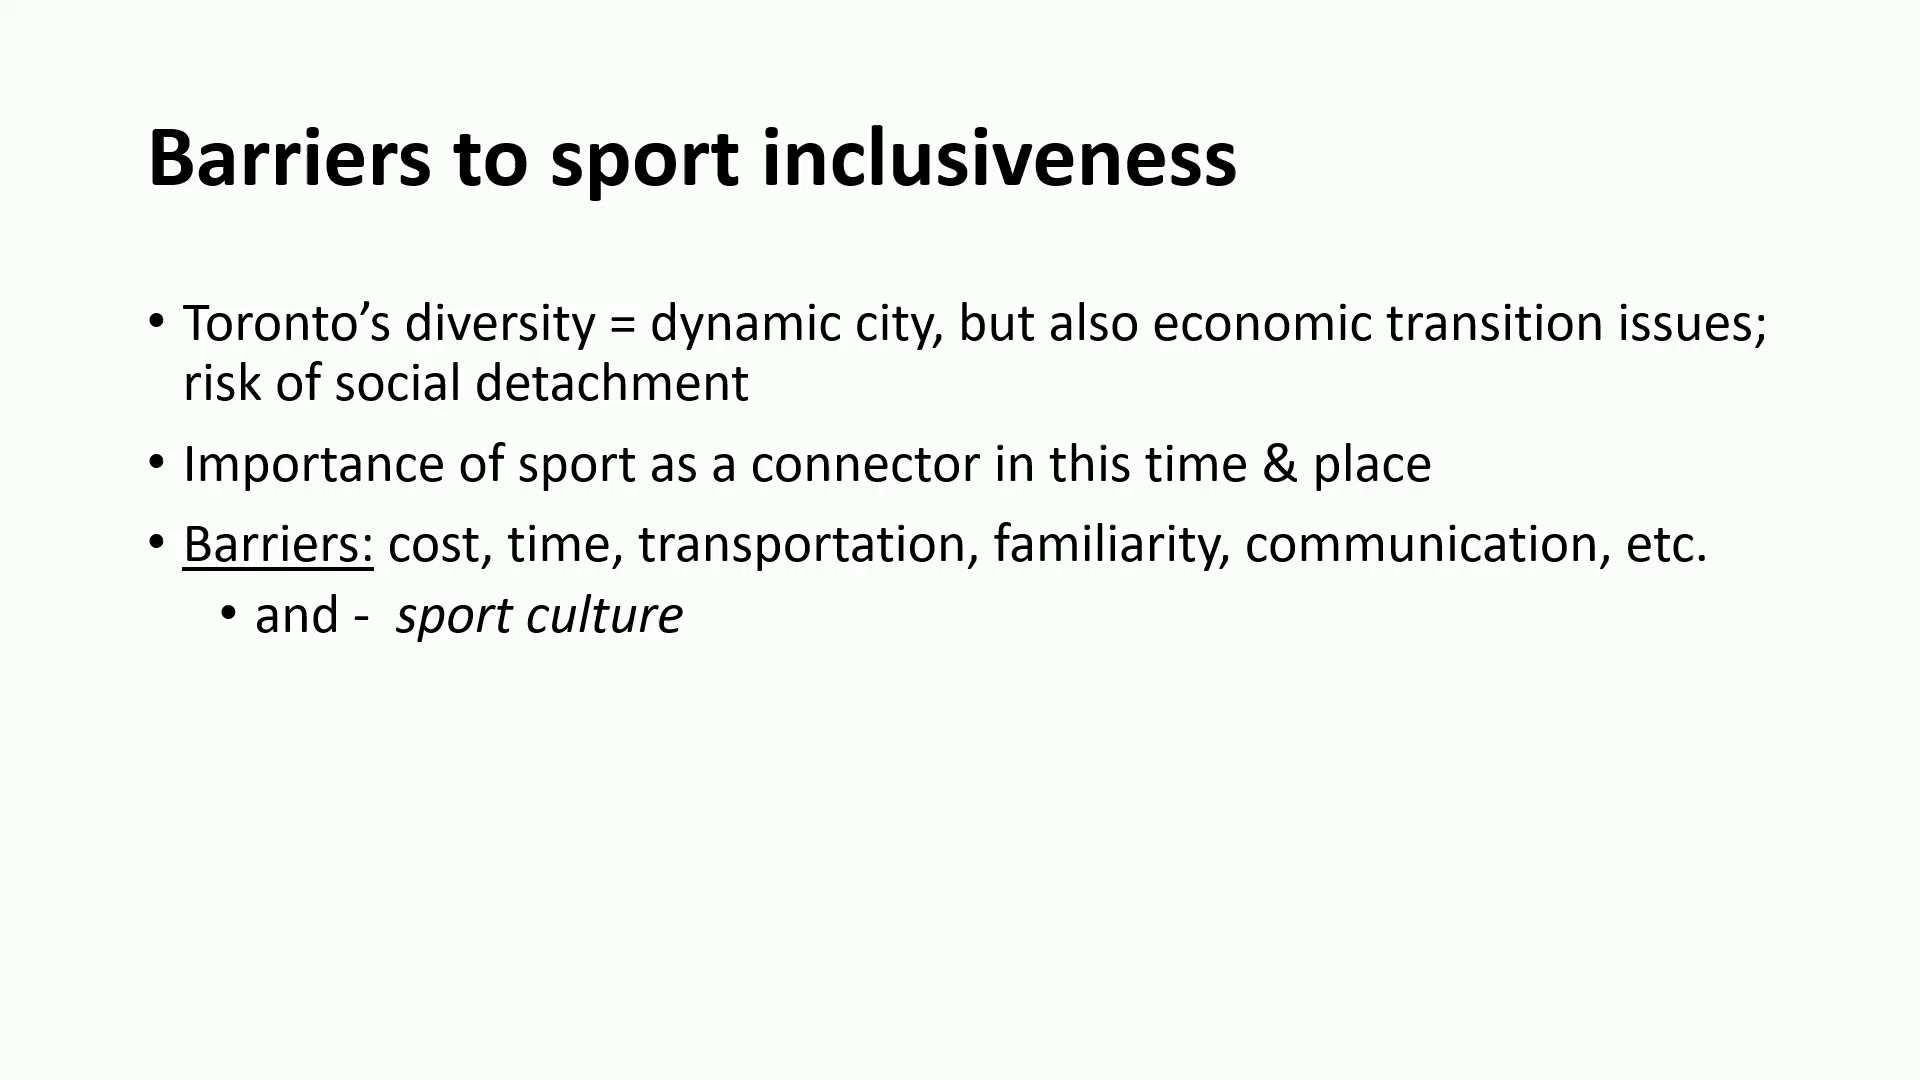 Barriers to sport inclusiveness
• Toronto’s diversity = dynamic city, but also economic transition issues;
risk of social detachment
• Importance of sport as a connector in this time & place
• Barriers: cost, time, transportation, familiarity, communication, etc.
• and - sport culture